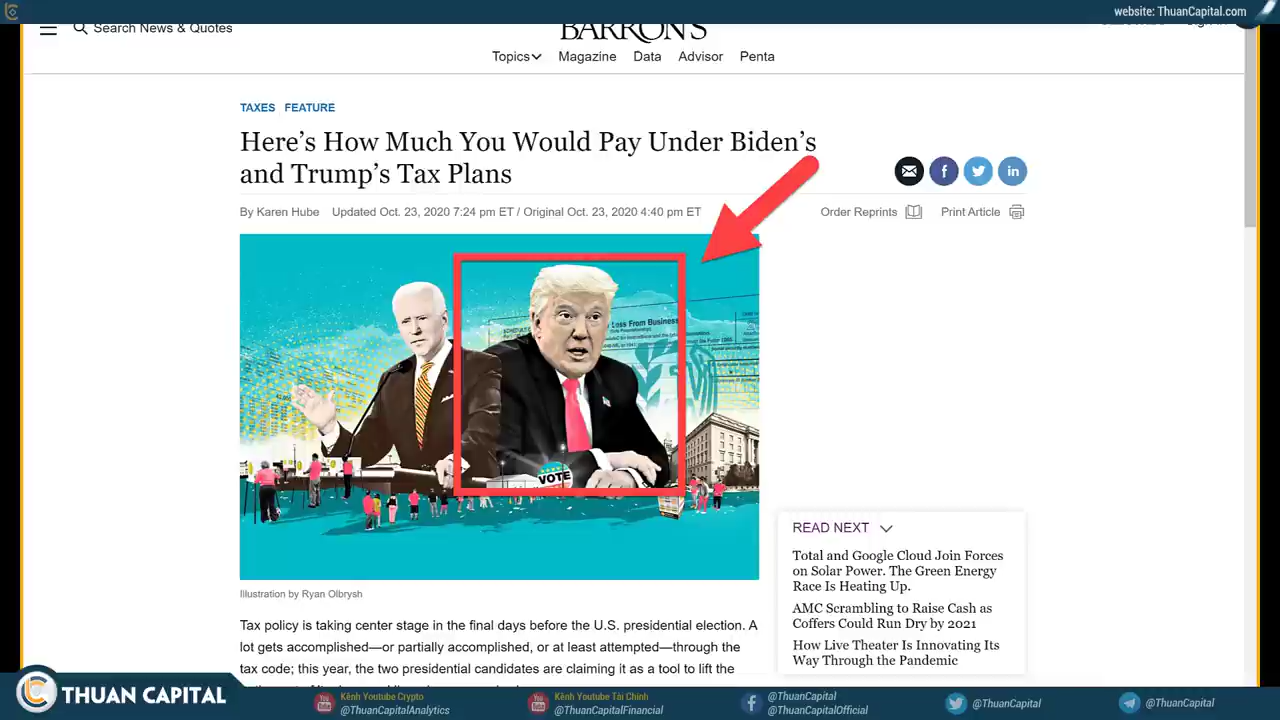 website: ThuanCapital.com
Search News & Quotes
BARRON'S
Topics
Magazine
Data
Advisor
Penta
TAXES FEATURE
Here's How Much You Would Pay Under Biden's
and Trump's Tax Plans
By Karen Hube Updated Oct. 23, 2020 7:24 pm ET / Original Oct. 23, 2020 4:40 pm ET
Order Reprints
Print Article
Loss From Business
VOTE
READ NEXT
Total and Google Cloud Join Forces
on Solar Power. The Green Energy
Race Is Heating Up.
AMC Scrambling to Raise Cash as
Coffers Could Run Dry by 2021
How Live Theater Is Innovating Its
Way Through the Pandemic
Illustration by Ryan Olbrysh
Tax policy is taking center stage in the final days before the U.S. presidential election. A
lot gets accomplished—or partially accomplished, or at least attempted—through the
tax code; this year, the two presidential candidates are claiming it as a tool to lift the
THUAN CAPITAL
Kênh Youtube Crypto
@ThuanCapitalAnalytics
Kênh Youtube Tài Chính
@ThuanCapitalFinancial
@ThuanCapital
@ThuanCapitalOfficial
@ThuanCapital
@ThuanCapital